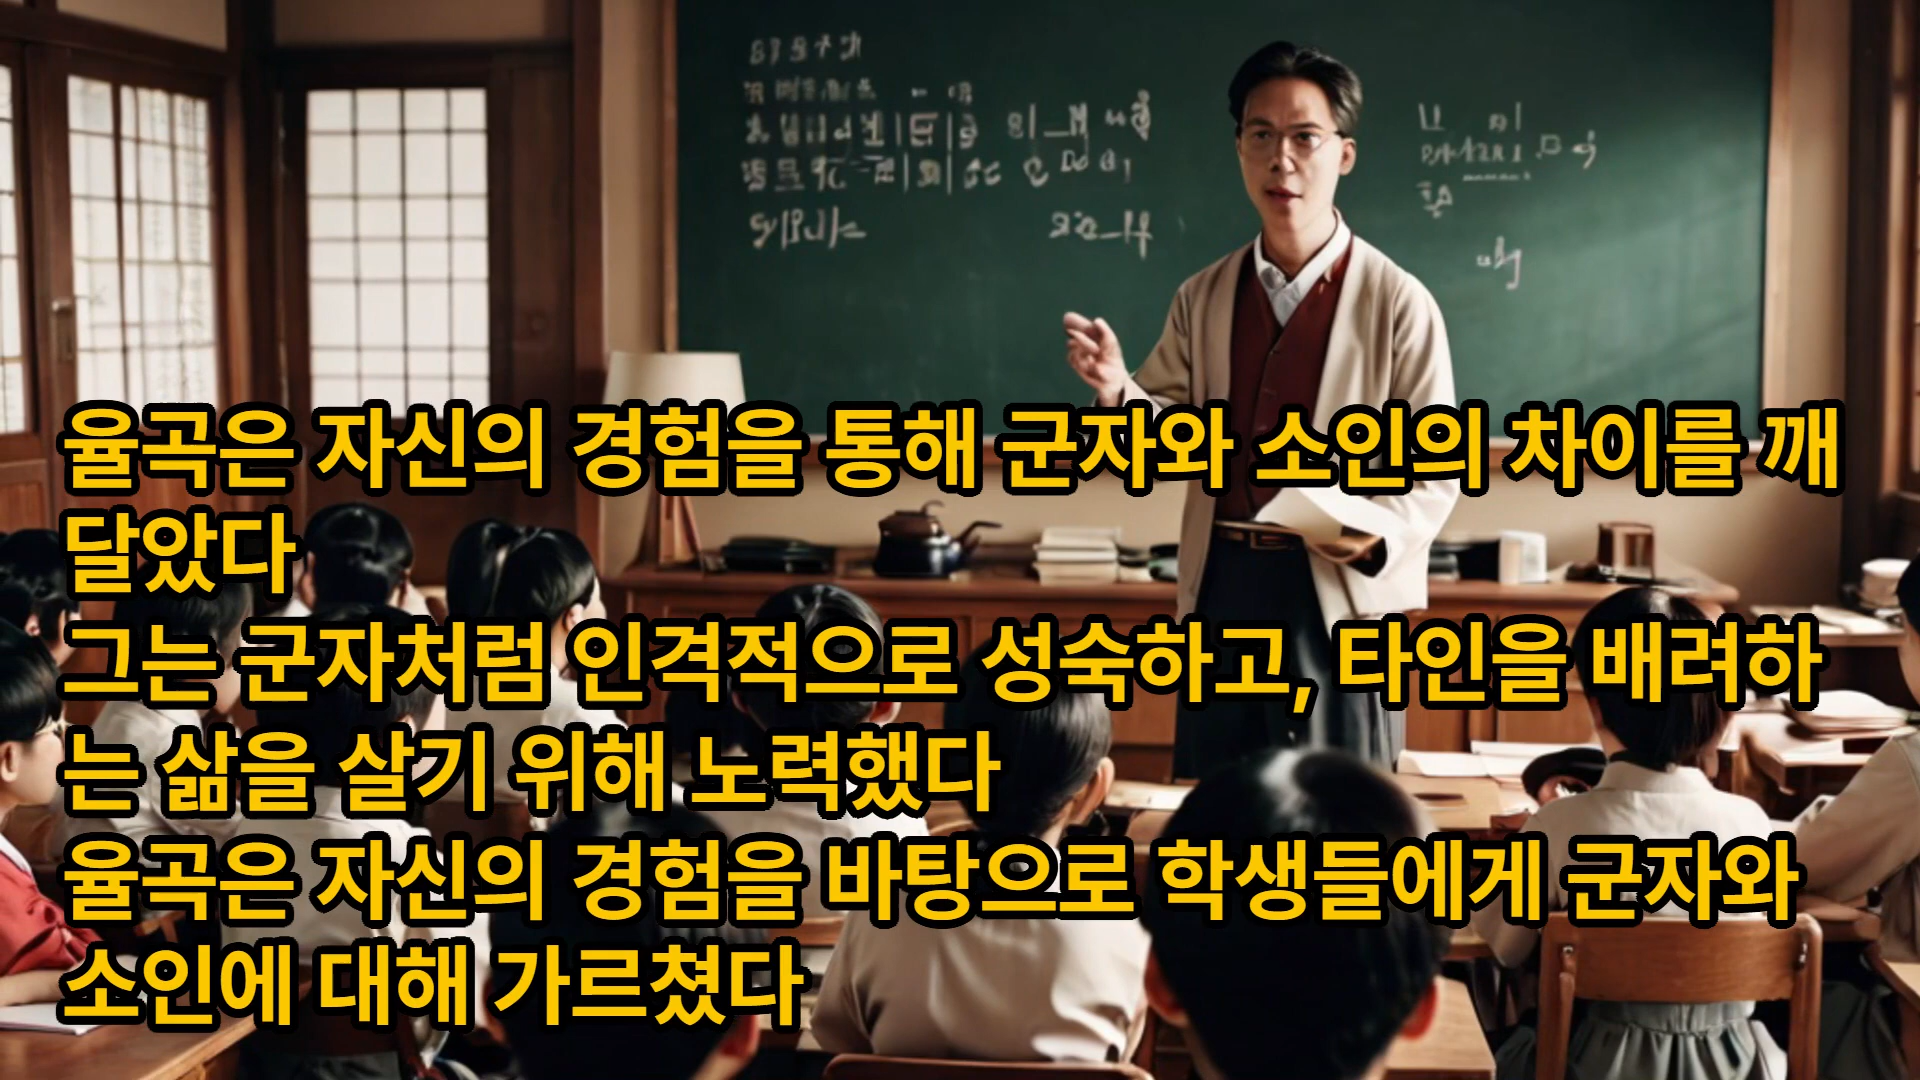 율곡은 자신의 경험을 통해 군자와 소인의 차이를 깨
달았다
그는 군자처럼 인격적으로 성숙하고, 타인을 배려하
는 삶을 살기 위해 노력했다
율곡은 자신의 경험을 바탕으로 학생들에게 군자와
소인에 대해 가르쳤다